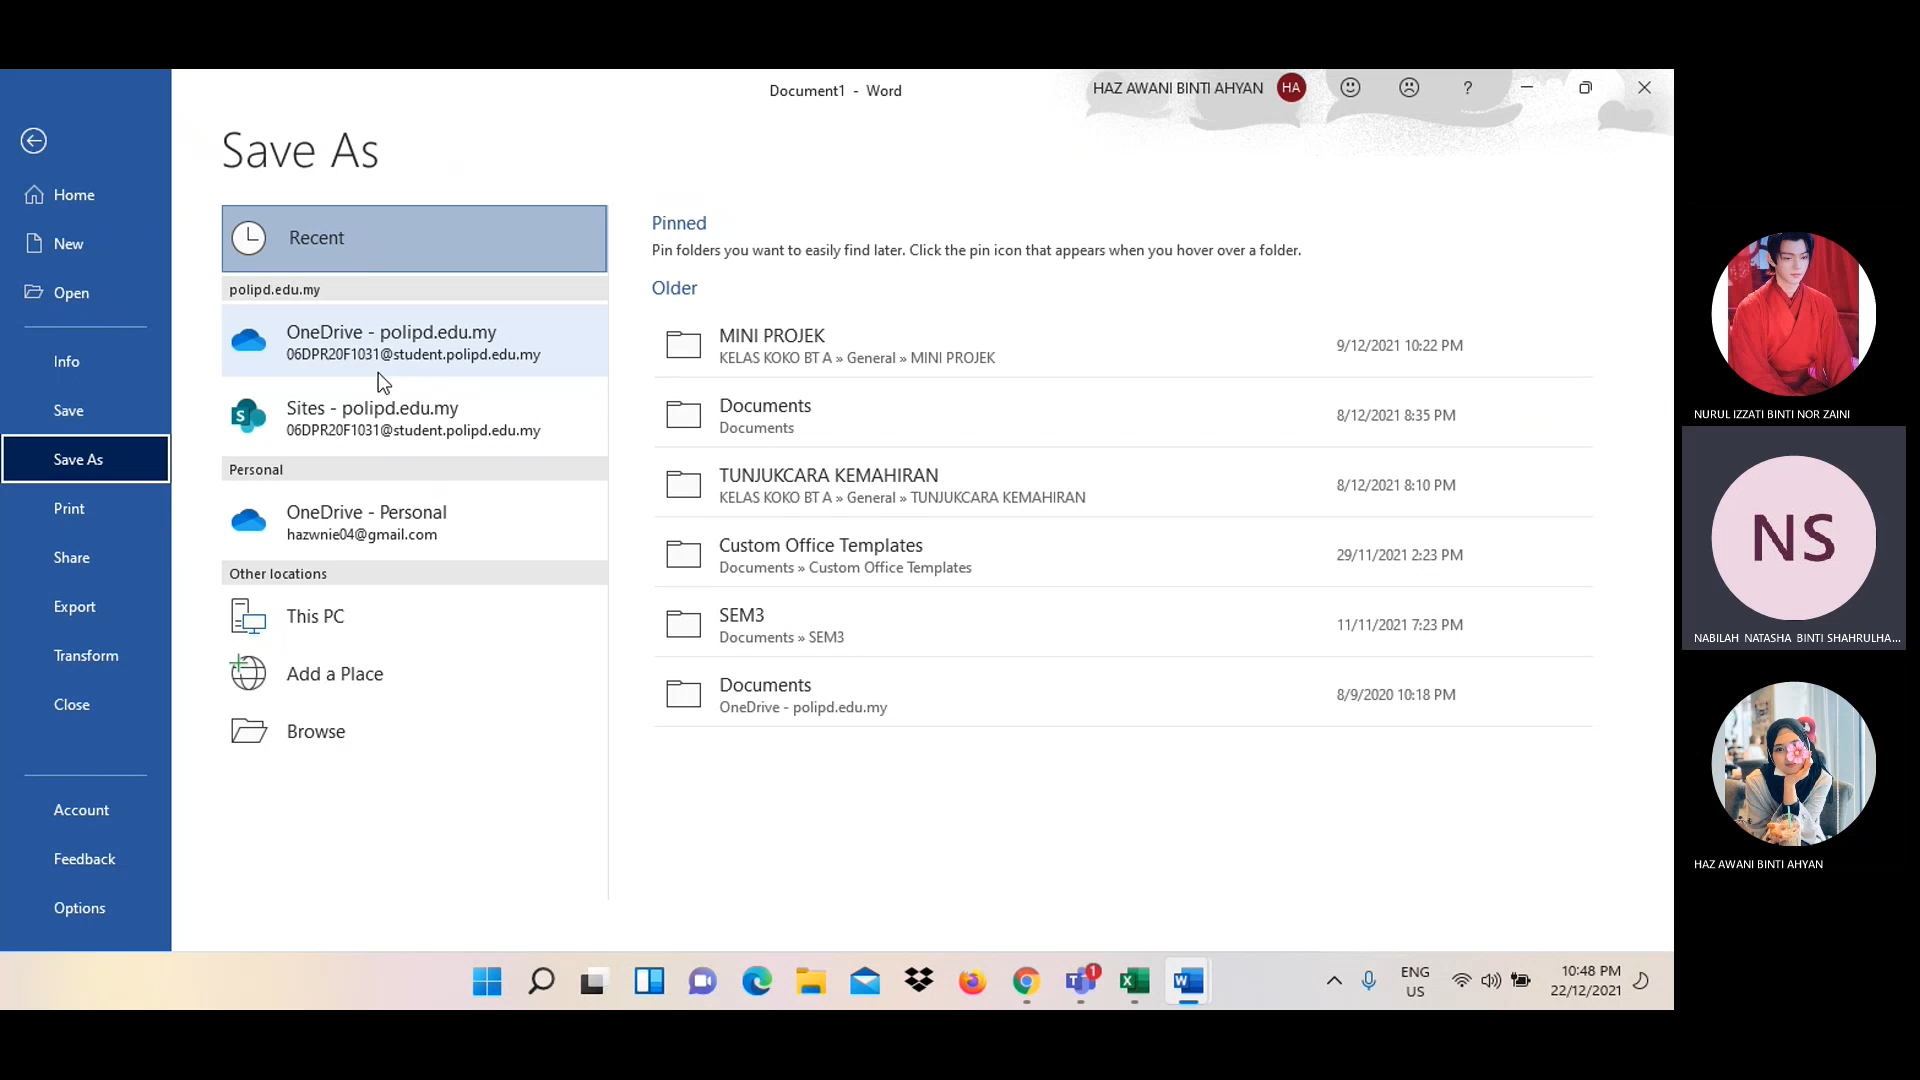 Document1 - Word
HAZ AWANI BINTI AHYAN
HA
?
Save As
Home
New
Open
Info
Save
Save As
Print
Share
Export
Transform
Close
Account
Feedback
Options
Recent
polipd.edu.my
OneDrive - polipd.edu.my
06DPR20F1031@student.polipd.edu.my
S
Sites - polipd.edu.my
06DPR20F1031@student.polipd.edu.my
Personal
OneDrive - Personal
hazwnie04@gmail.com
Other locations
This PC
Add a Place
Browse
Pinned
Pin folders you want to easily find later. Click the pin icon that appears when you hover over a folder.
Older
MINI PROJEK
KELAS KOKO BT A » General » MINI PROJEK
9/12/2021 10:22 PM
Documents
Documents
8/12/2021 8:35 PM
TUNJUKCARA KEMAHIRAN
KELAS KOKO BT A » General » TUNJUKCARA KEMAHIRAN
8/12/2021 8:10 PM
Custom Office Templates
Documents » Custom Office Templates
29/11/2021 2:23 PM
SEM3
Documents » SEM3
11/11/2021 7:23 PM
Documents
OneDrive - polipd.edu.my
8/9/2020 10:18 PM
NURUL IZZATI BINTI NOR ZAINI
NS
NABILAH NATASHA BINTI SHAHRULHA...
HAZ AWANI BINTI AHYAN
T
1
X
W
ENG
US
10:48 PM
22/12/2021